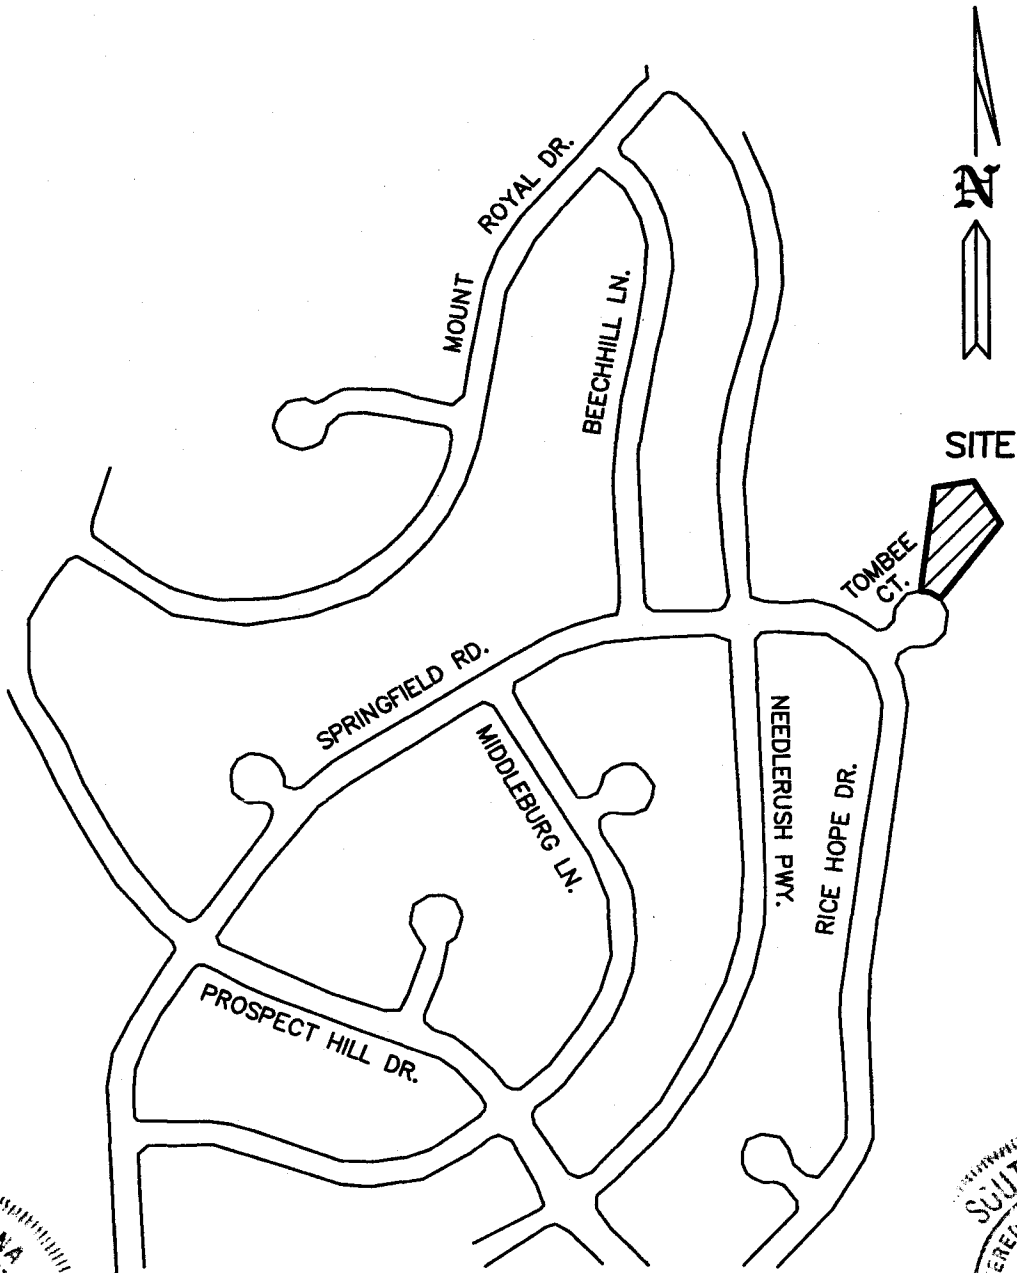 ROYAL DR.
MOUNT
N
BEECHHILL LN.
SITE
TOMBEE
CT.
SPRINGFIELD RD.
MIDDLEBURG LN.
NEEDLERUSH PWY.
RICE HOPE DR.
PROSPECT HILL DR.